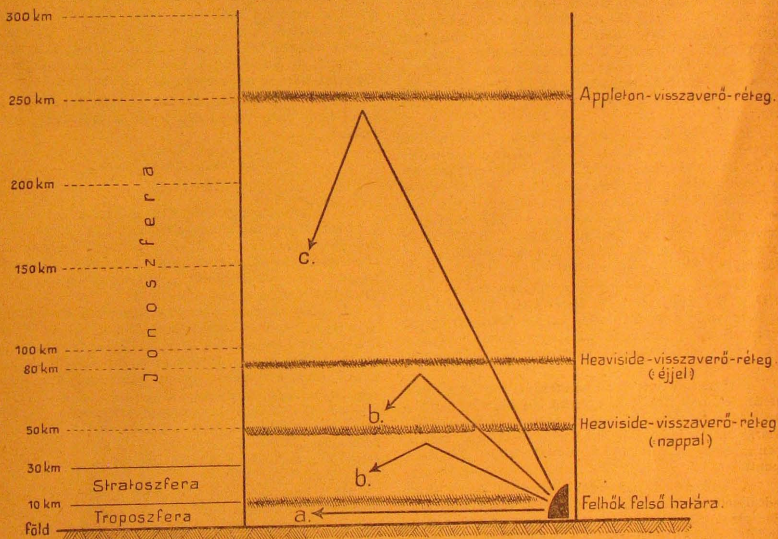 300 km
250 km
Appleton-visszaverő-réteg.
200 km
Jonoszfera
c.
150 km
100 km
80 km
Heaviside-visszaverő-réteg.
(:éjjel:)
b.
50 km
Heaviside-visszaverő-réteg
(:nappal:)
30 km
b.
Stratoszfera
10 km
Felhők felső határa.
a.
Troposzfera
föld